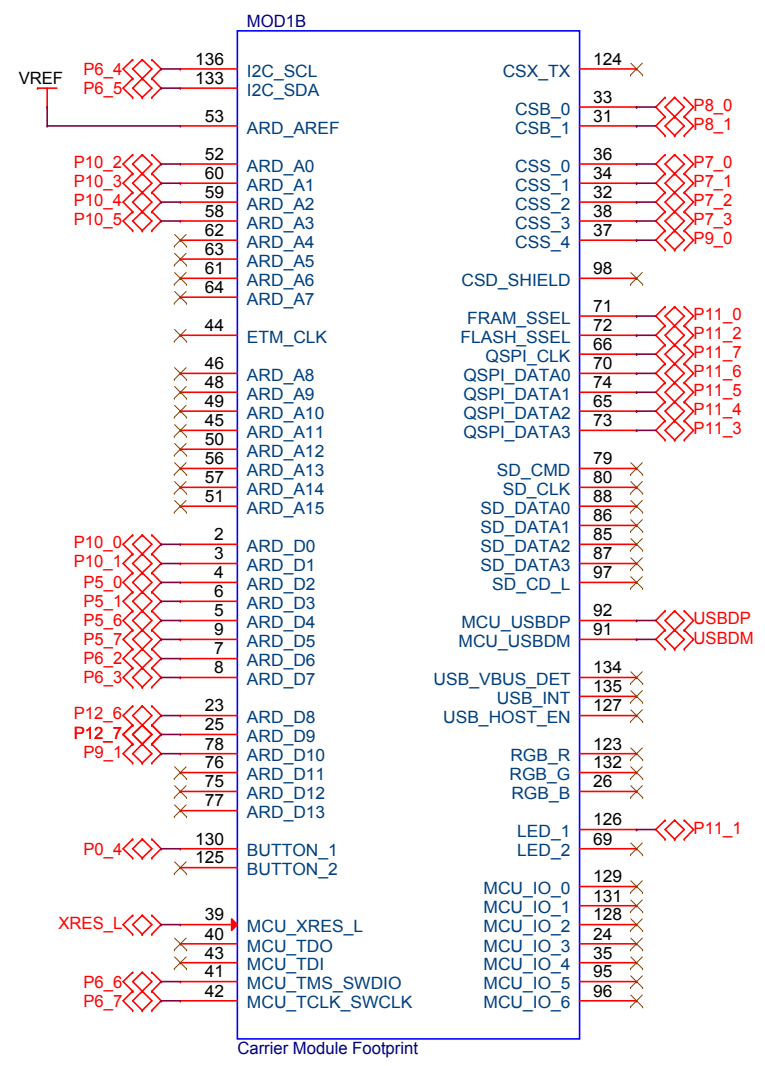 MOD1B
P6_4 136 I2C_SCL
P6_5 133 I2C_SDA
VREF
53 ARD_AREF
P10_2 52 ARD_A0
P10_3 60 ARD_A1
P10_4 59 ARD_A2
P10_5 58 ARD_A3
62 ARD_A4
63 ARD_A5
61 ARD_A6
64 ARD_A7
44 ETM_CLK
46 ARD_A8
48 ARD_A9
49 ARD_A10
45 ARD_A11
50 ARD_A12
56 ARD_A13
57 ARD_A14
51 ARD_A15
P10_0 2 ARD_D0
P10_1 3 ARD_D1
P5_0 4 ARD_D2
P5_1 6 ARD_D3
P5_6 5 ARD_D4
P5_7 9 ARD_D5
P6_2 7 ARD_D6
P6_3 8 ARD_D7
P12_6 23 ARD_D8
P12_7 25 ARD_D9
P9_1 78 ARD_D10
76 ARD_D11
75 ARD_D12
77 ARD_D13
P0_4 130 BUTTON_1
125 BUTTON_2
XRES_L 39 MCU_XRES_L
40 MCU_TDO
43 MCU_TDI
P6_6 41 MCU_TMS_SWDIO
P6_7 42 MCU_TCLK_SWCLK
CSX_TX 124
CSB_0 33 P8_0
CSB_1 31 P8_1
CSS_0 36 P7_0
CSS_1 34 P7_1
CSS_2 32 P7_2
CSS_3 38 P7_3
CSS_4 37 P9_0
CSD_SHIELD 98
FRAM_SSEL 71 P11_0
FLASH_SSEL 72 P11_2
QSPI_CLK 66 P11_7
QSPI_DATA0 70 P11_6
QSPI_DATA1 74 P11_5
QSPI_DATA2 65 P11_4
QSPI_DATA3 73 P11_3
SD_CMD 79
SD_CLK 80
SD_DATA0 88
SD_DATA1 86
SD_DATA2 85
SD_DATA3 87
SD_CD_L 97
MCU_USBDP 92 USBDP
MCU_USBDM 91 USBDM
USB_VBUS_DET 134
USB_INT 135
USB_HOST_EN 127
RGB_R 123
RGB_G 132
RGB_B 26
LED_1 126 P11_1
LED_2 69
MCU_IO_0 129
MCU_IO_1 131
MCU_IO_2 128
MCU_IO_3 24
MCU_IO_4 35
MCU_IO_5 95
MCU_IO_6 96
Carrier Module Footprint